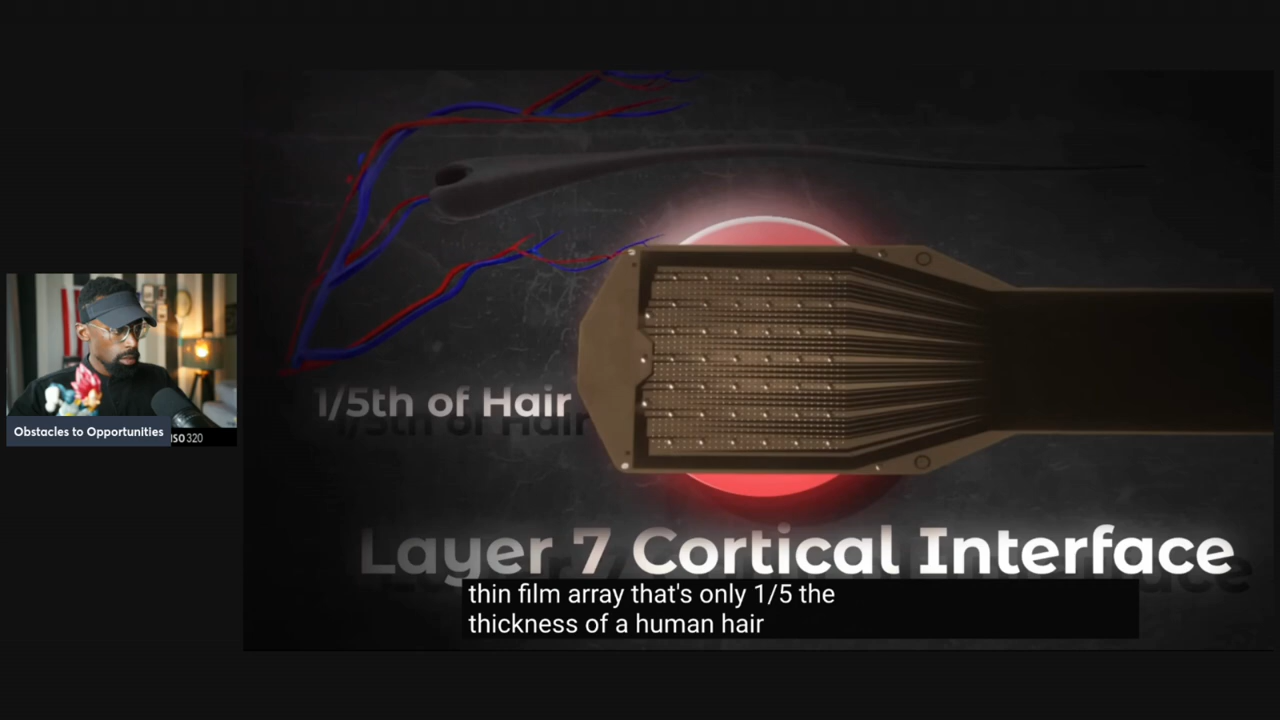 1/5th of Hair
Layer 7 Cortical Interface
thin film array that's only 1/5 the
thickness of a human hair
Obstacles to Opportunities
ISO 320